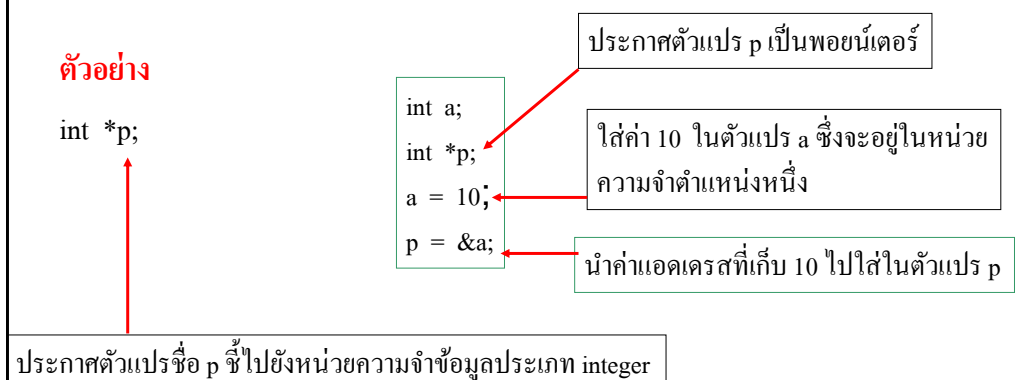 ตัวอย่าง
int *p;
ประกาศตัวแปรชื่อ p ชี้ไปยังหน่วยความจำข้อมูลประเภท integer
int a;
int *p;
a = 10;
p = &a;
ประกาศตัวแปร p เป็นพอยน์เตอร์
ใส่ค่า 10 ในตัวแปร a ซึ่งจะอยู่ในหน่วย
ความจำตำแหน่งหนึ่ง
นำค่าแอดเดรสที่เก็บ 10 ไปใส่ในตัวแปร p